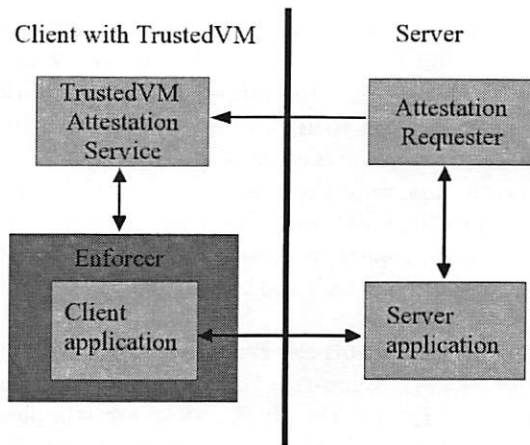 Client with TrustedVM
Server
TrustedVM
Attestation
Service
Attestation
Requester
Enforcer
Client
application
Server
application